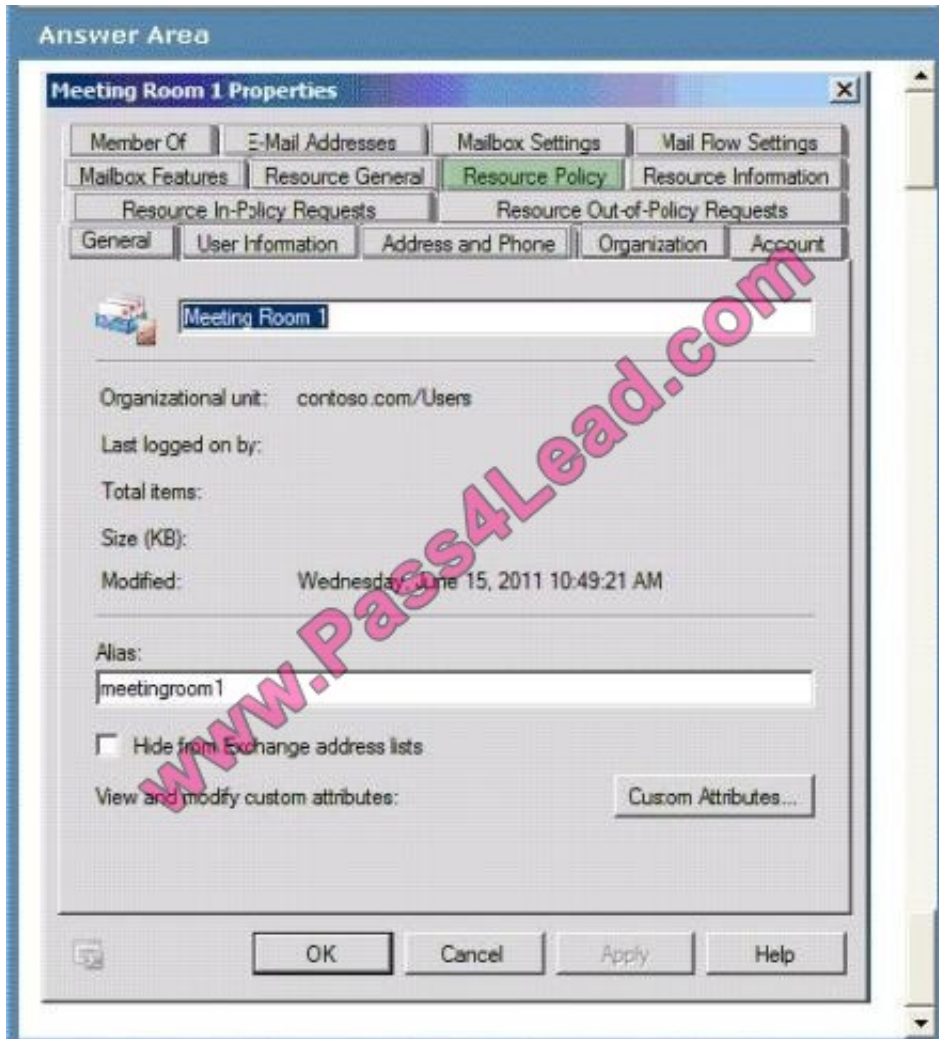 Answer Area
Meeting Room 1 Properties
Member Of E-Mail Addresses Mailbox Settings Mail Flow Settings
Mailbox Features Resource General Resource Policy Resource Information
Resource In-Policy Requests Resource Out-of-Policy Requests
General User Information Address and Phone Organization Account
Meeting Room 1
Organizational unit: contoso.com/Users
Last logged on by:
Total items:
Size (KB):
Modified: Wednesday, June 15, 2011 10:49:21 AM
Alias:
meetingroom1
Hide from Exchange address lists
View and modify custom attributes: Custom Attributes...
OK Cancel Apply Help
www.Pass4Lead.com